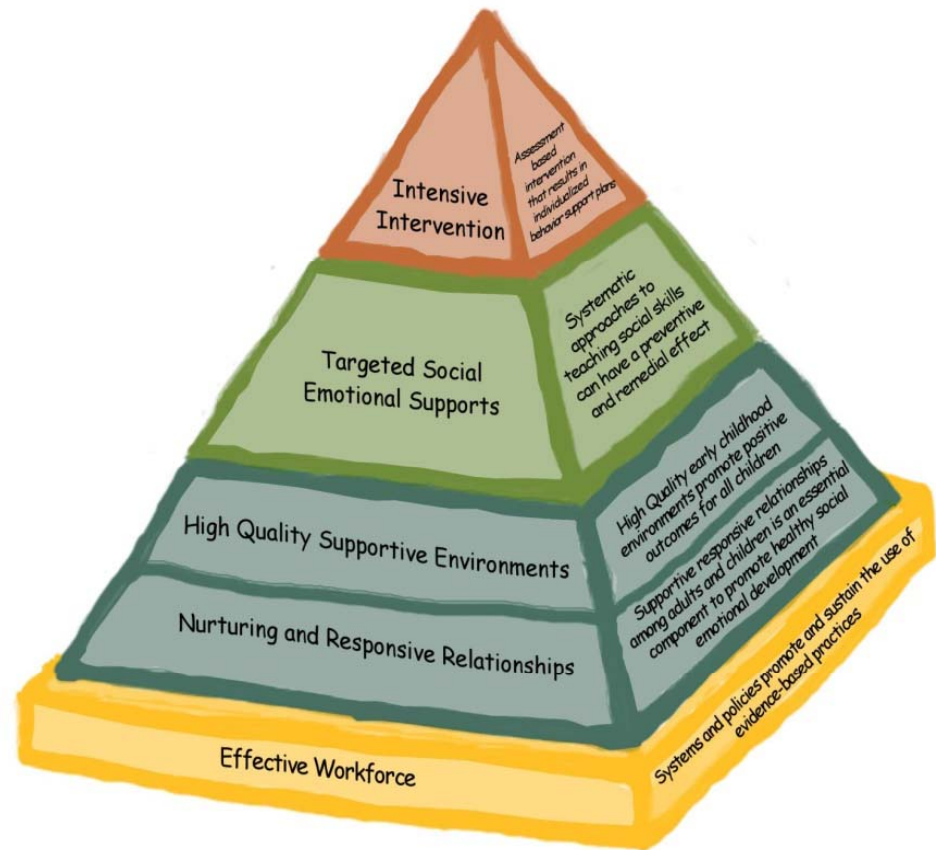 Intensive
Intervention
Assessment
based
intervention
that results in
individualized
behavior support plans
Targeted Social
Emotional Supports
Systematic
approaches to
teaching social skills
can have a preventive
and remedial effect
High Quality Supportive Environments
High Quality early childhood
environments promote positive
outcomes for all children
Nurturing and Responsive Relationships
Supportive responsive relationships
among adults and children is an essential
component to promote healthy social
emotional development
Effective Workforce
Systems and policies promote and sustain the use of
evidence-based practices